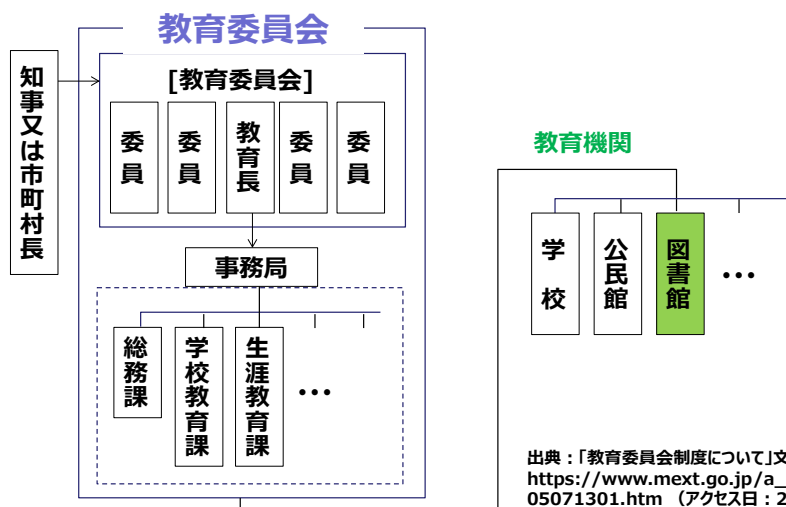 教育委員会
知事又は市町村長
[教育委員会]
委員
委員
教育長
委員
委員
事務局
総務課
学校教育課
生涯教育課
…
教育機関
学校
公民館
図書館
…
出典：「教育委員会制度について」文
https://www.mext.go.jp/a_
05071301.htm （アクセス日：2